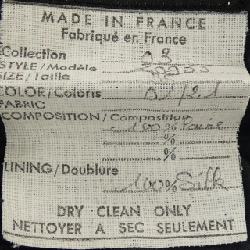 MADE IN FRANCE
Fabriqué en France
Collection
STYLE/Modèle
SIZE/Taille
COLOR/Coloris
FABRIC
COMPOSITION/Composition
100 %
%
%
LINING/Doublure
100% Silk
DRY CLEAN ONLY
NETTOYER A SEC SEULEMENT